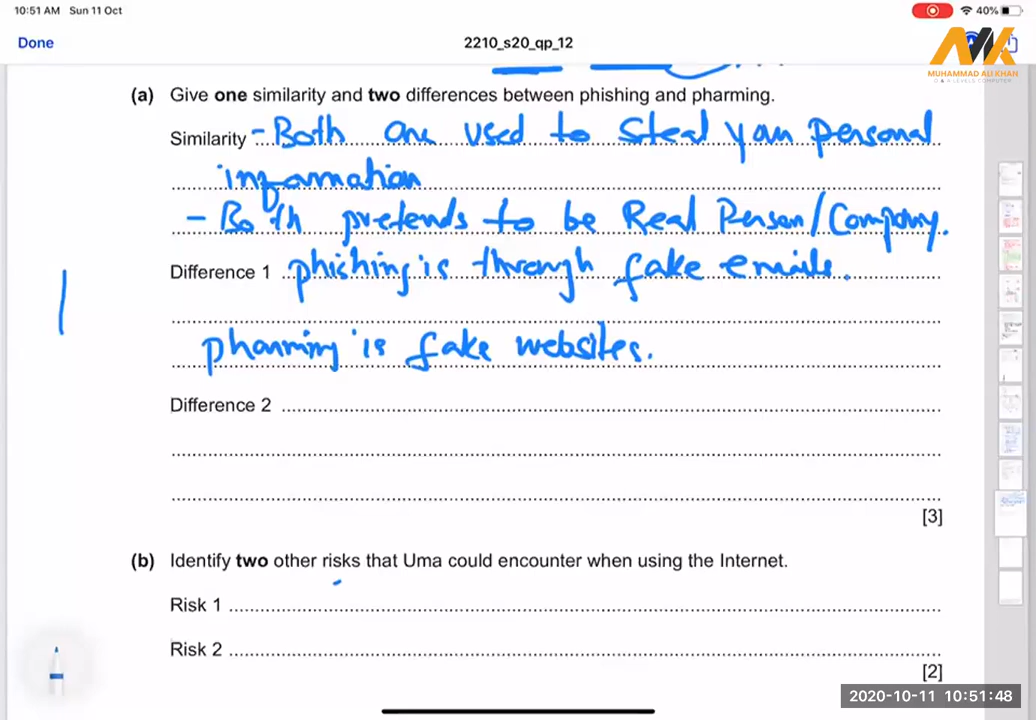 10:51 AM Sun 11 Oct
40%
Done
2210_s20_qp_12
MUHAMMAD ALI KHAN
O & A LEVELS COMPUTER
(a) Give one similarity and two differences between phishing and pharming.
Similarity - Both are used to steal your personal
information
- Both pretends to be Real Person/Company.
Difference 1 phishing is through fake emails.
pharming is fake websites.
Difference 2
[3]
(b) Identify two other risks that Uma could encounter when using the Internet.
Risk 1
Risk 2
[2]
2020-10-11 10:51:48